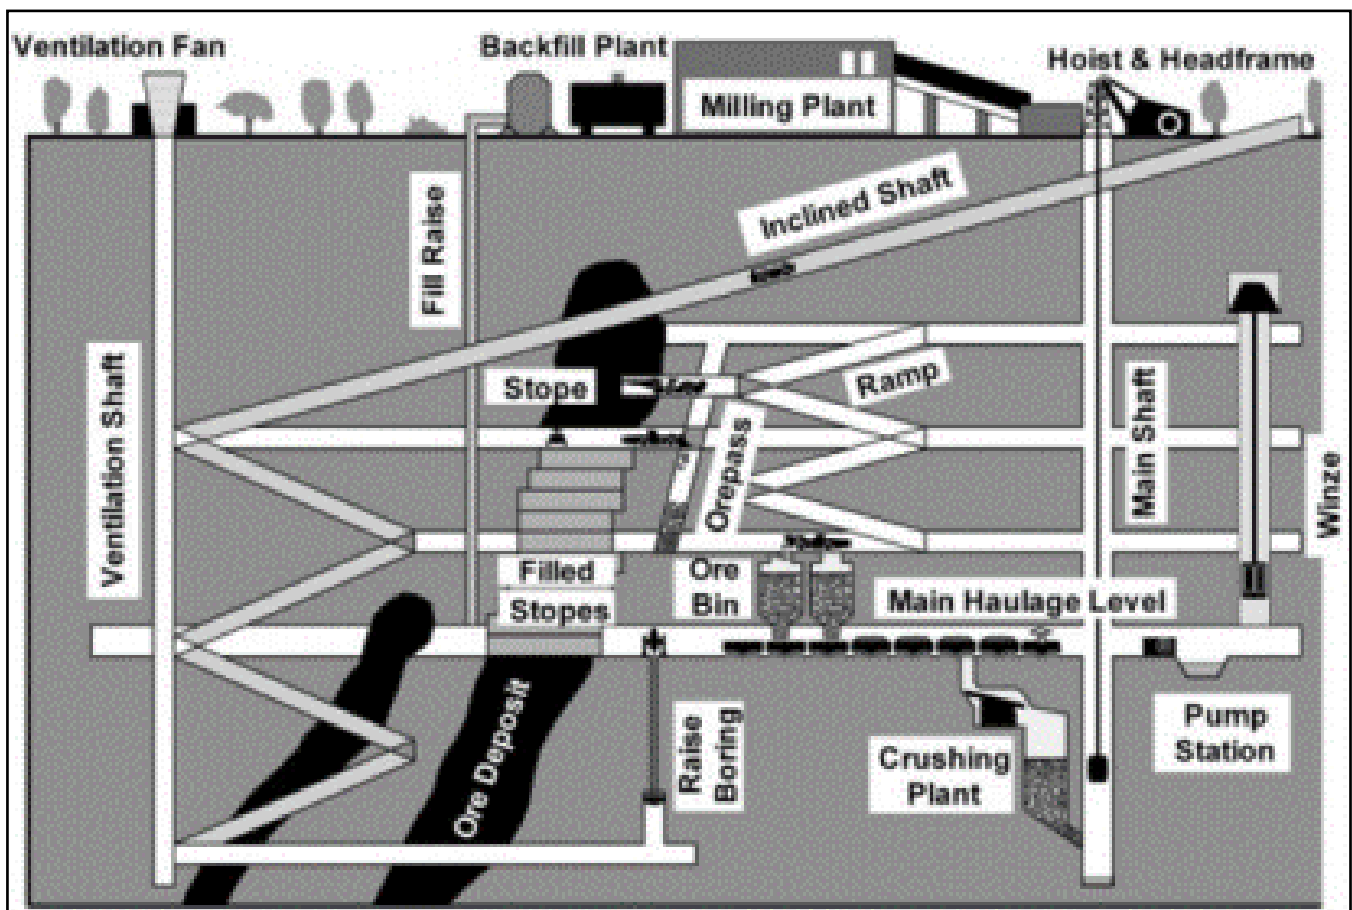 Ventilation Fan
Backfill Plant
Hoist & Headframe
Milling Plant
Inclined Shaft
Fill Raise
Ventilation Shaft
Stope
Ramp
Main Shaft
Orepass
Winze
Filled
Stopes
Ore
Bin
Main Haulage Level
Ore Deposit
Raise
Boring
Crushing
Plant
Pump
Station